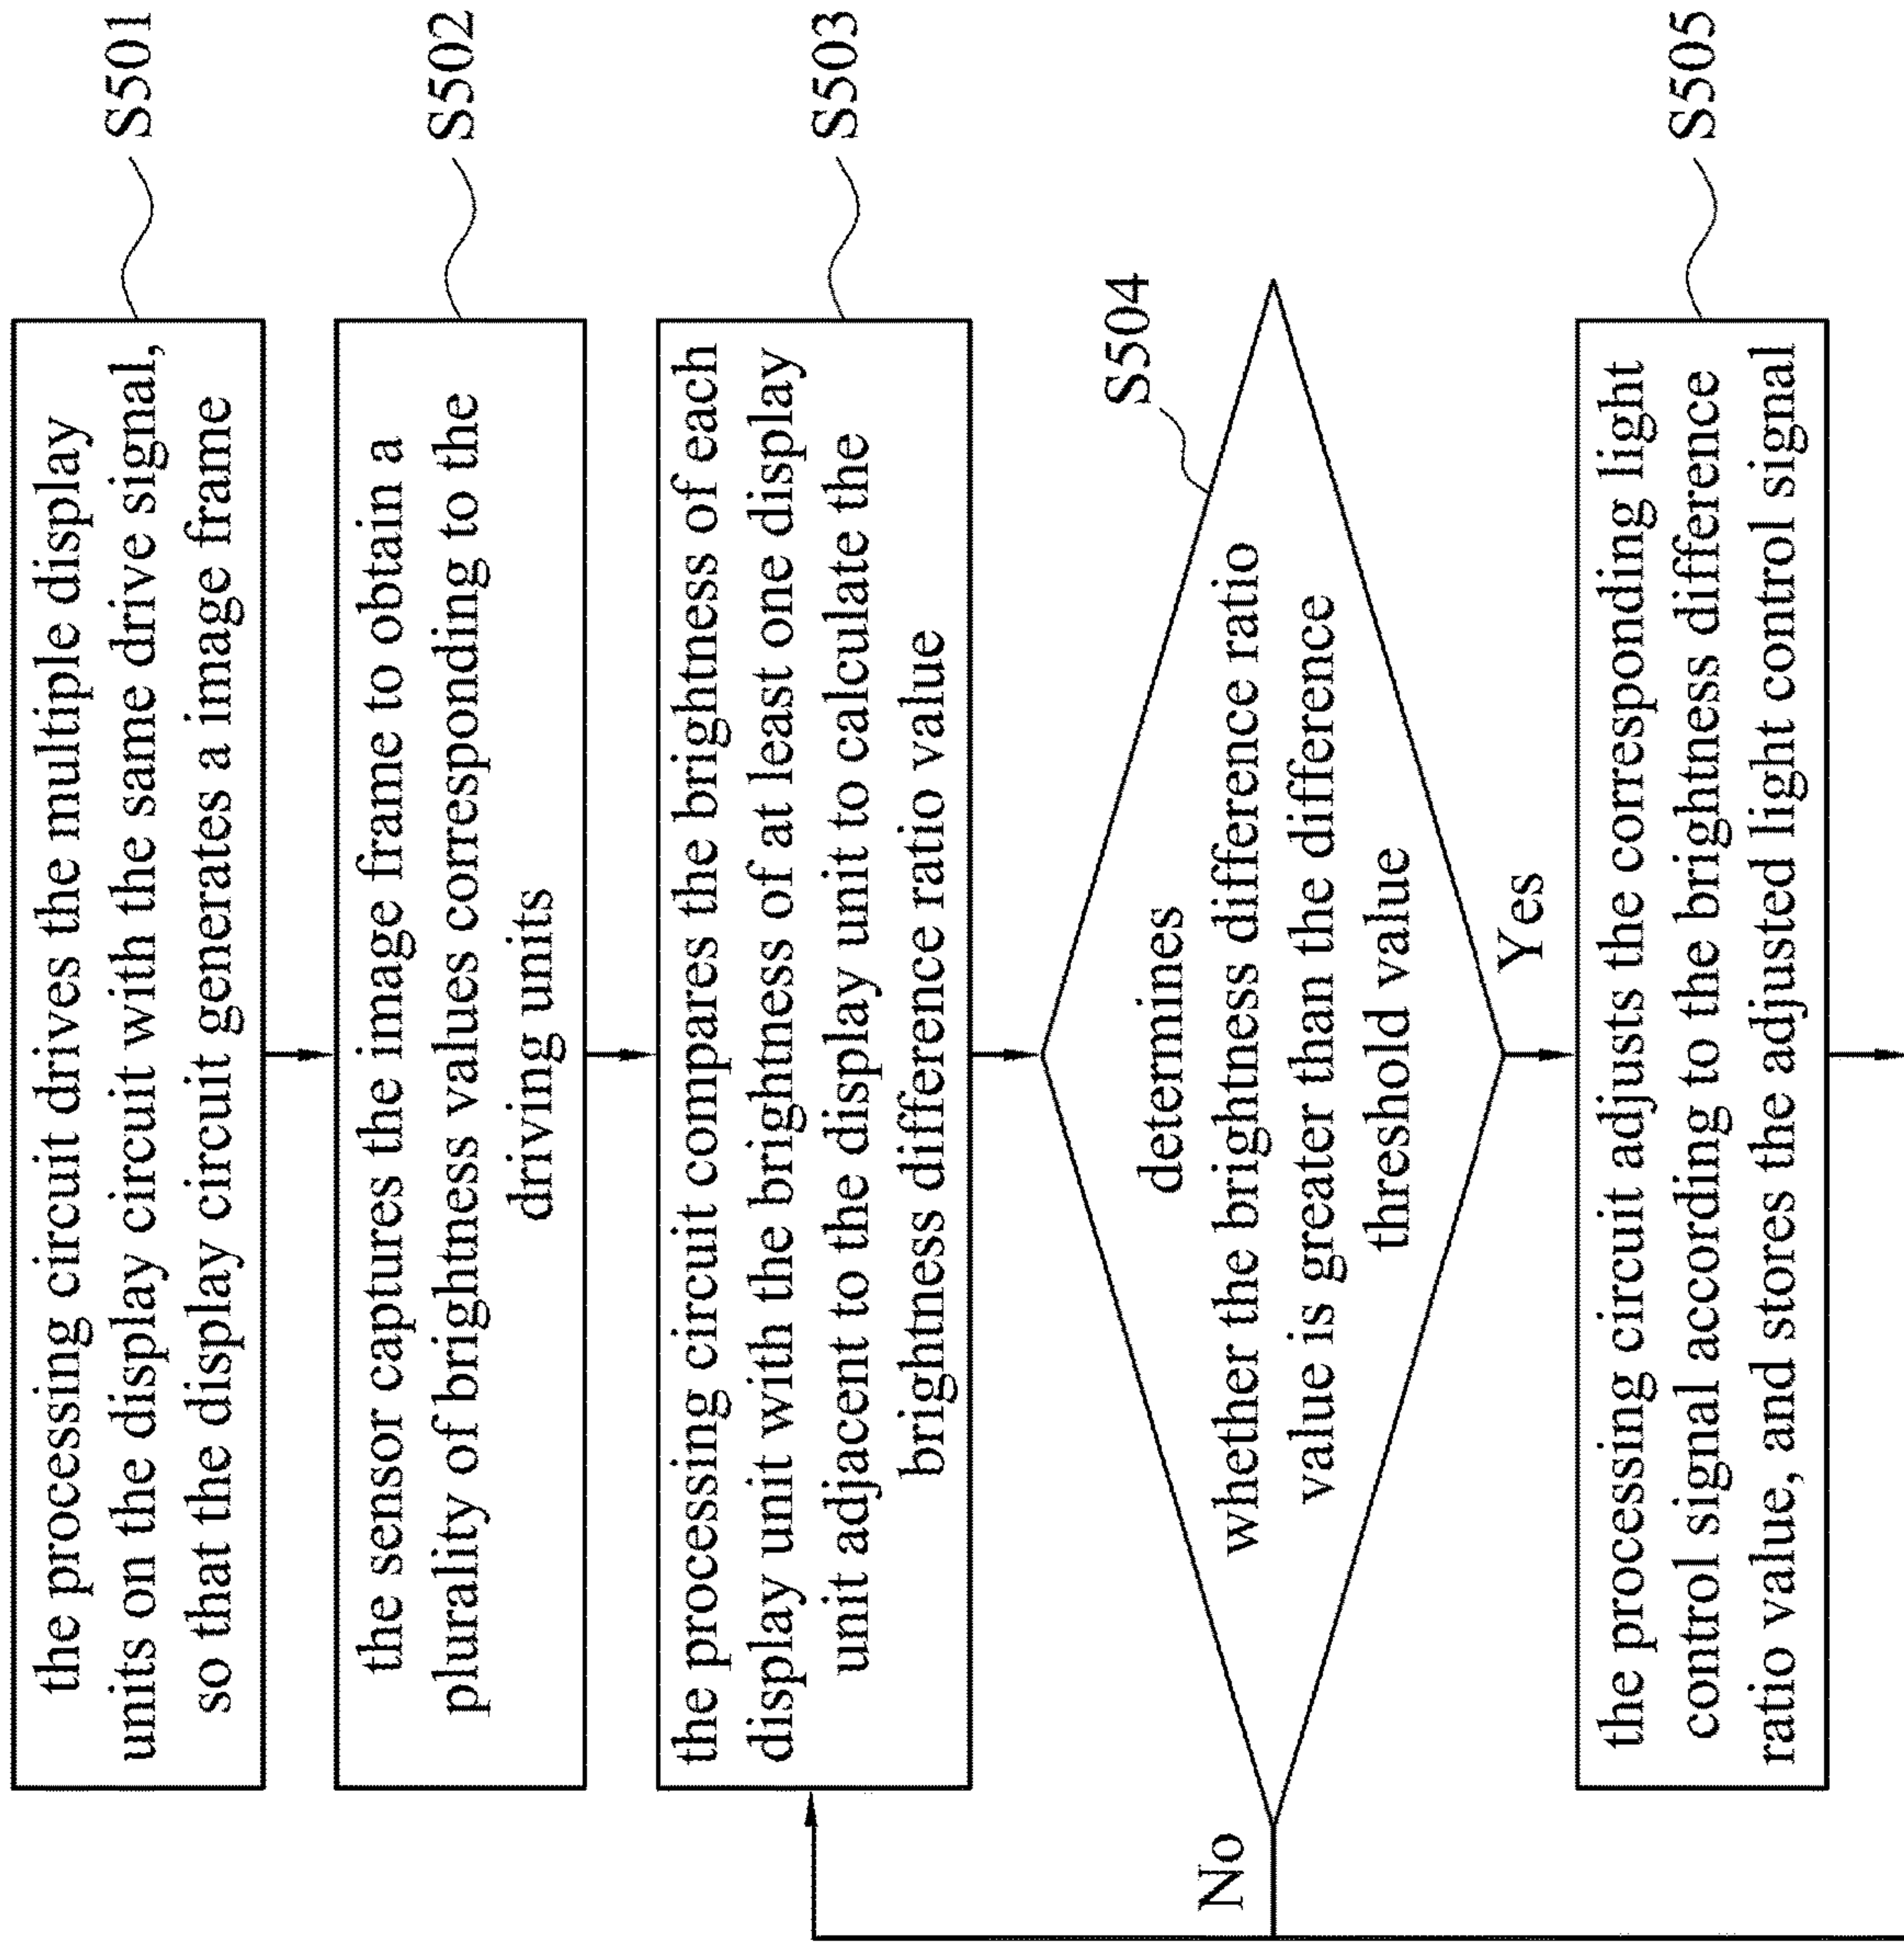 the processing circuit drives the multiple display
units on the display circuit with the same drive signal,
so that the display circuit generates a image frame
S501
the sensor captures the image frame to obtain a
plurality of brightness values corresponding to the
driving units
S502
the processing circuit compares the brightness of each
display unit with the brightness of at least one display
unit adjacent to the display unit to calculate the
brightness difference ratio value
S503
determines
whether the brightness difference ratio
value is greater than the difference
threshold value
S504
No
Yes
the processing circuit adjusts the corresponding light
control signal according to the brightness difference
ratio value, and stores the adjusted light control signal
S505